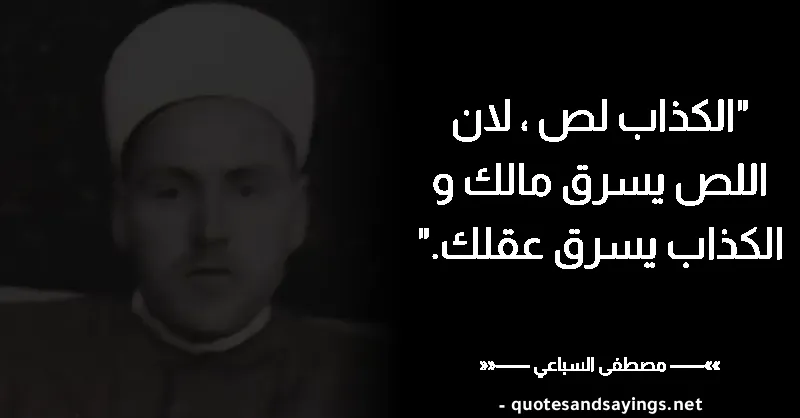 "الكذاب لص ، لان
اللص يسرق مالك و
الكذاب يسرق عقلك."
»»—— مصطفى السباعي ——««
- quotesandsayings.net